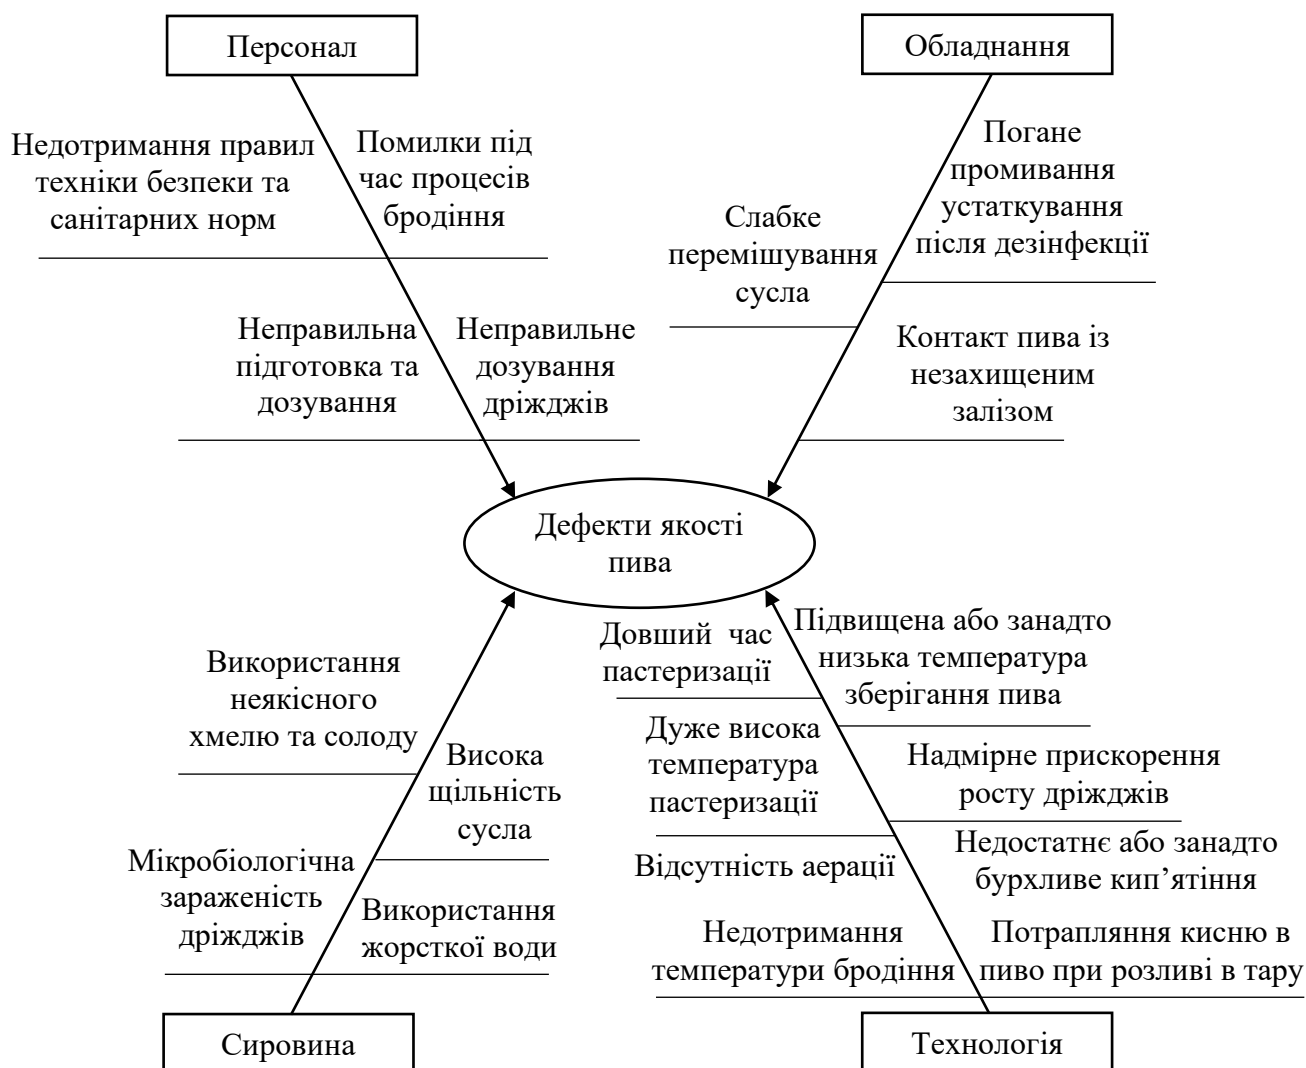 Персонал
Обладнання
Недотримання правил
техніки безпеки та
санітарних норм
Помилки під
час процесів
бродіння
Слабке
перемішування
сусла
Погане
промивання
устаткування
після дезінфекції
Неправильна
підготовка та
дозування
Неправильне
дозування
дріжджів
Контакт пива із
незахищеним
залізом
Дефекти якості
пива
Використання
неякісного
хмелю та солоду
Висока
щільність
сусла
Мікробіологічна
зараженість
дріжджів
Використання
жорсткої води
Довший час
пастеризації
Підвищена або занадто
низька температура
зберігання пива
Дуже висока
температура
пастеризації
Надмірне прискорення
росту дріжджів
Відсутність аерації
Недостатнє або занадто
бурхливе кип’ятіння
Недотримання
температури бродіння
Потрапляння кисню в
пиво при розливі в тару
Сировина
Технологія